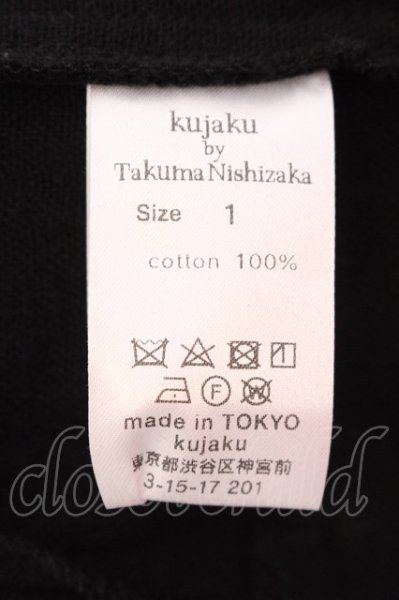 kujaku
by
Takuma Nishizaka
Size 1
cotton 100%
F W
made in TOKYO
kujaku
東京都渋谷区神宮前
3-15-17 201
closetchild